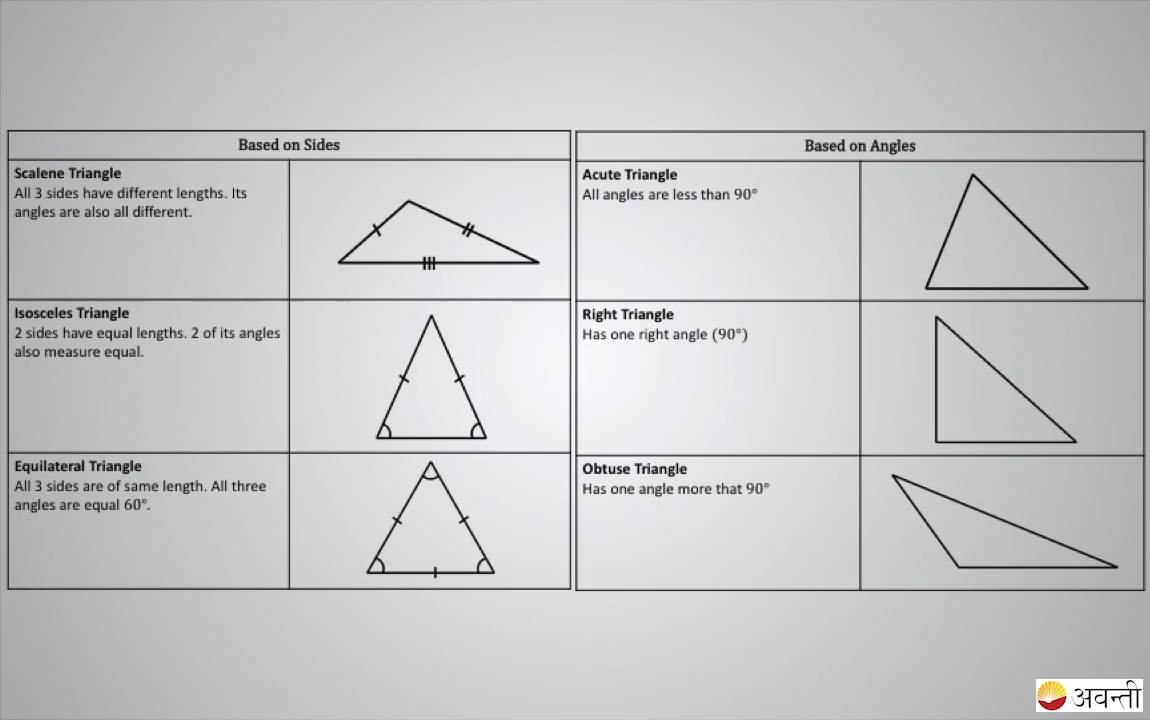 Based on Sides
Scalene Triangle
All 3 sides have different lengths. Its
angles are also all different.
Isosceles Triangle
2 sides have equal lengths. 2 of its angles
also measure equal.
Equilateral Triangle
All 3 sides are of same length. All three
angles are equal 60°.
Based on Angles
Acute Triangle
All angles are less than 90°
Right Triangle
Has one right angle (90°)
Obtuse Triangle
Has one angle more that 90°
अवन्ती